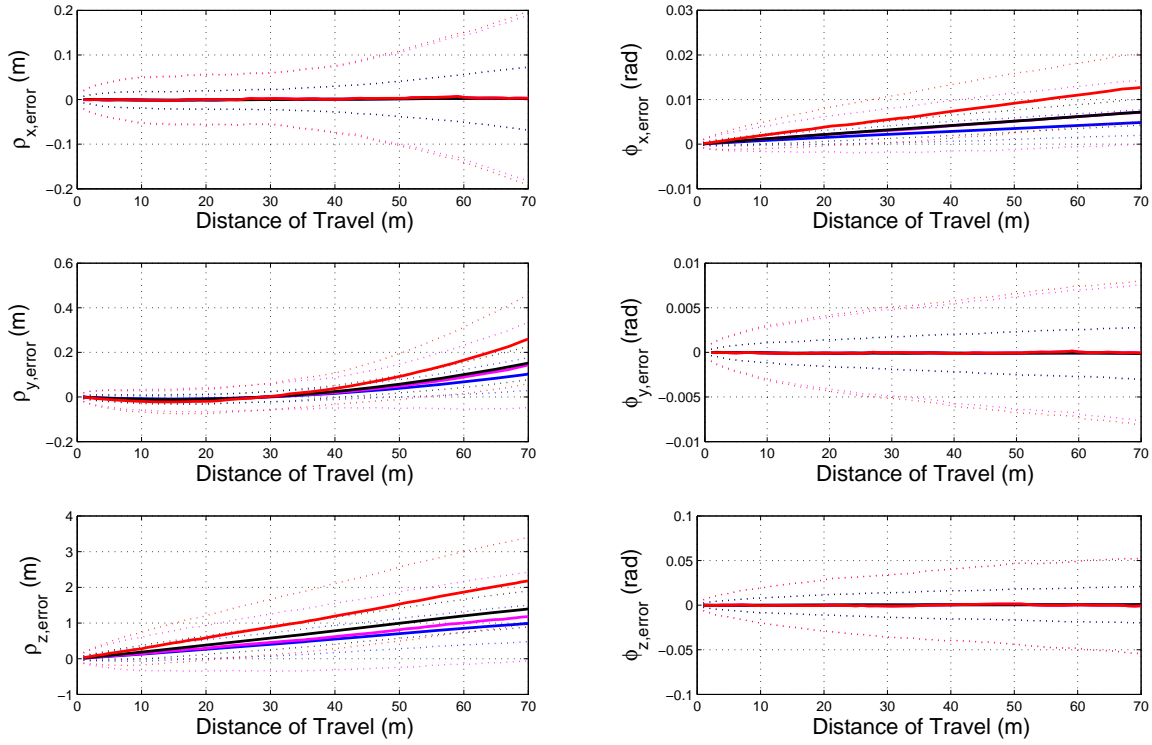 0.2
0.1
0
−0.1
−0.2
ρx,error (m)
0 10 20 30 40 50 60 70
Distance of Travel (m)
0.03
0.02
0.01
0
−0.01
ϕx,error (rad)
0 10 20 30 40 50 60 70
Distance of Travel (m)
0.6
0.4
0.2
0
−0.2
ρy,error (m)
0 10 20 30 40 50 60 70
Distance of Travel (m)
0.01
0.005
0
−0.005
−0.01
ϕy,error (rad)
0 10 20 30 40 50 60 70
Distance of Travel (m)
4
3
2
1
0
−1
ρz,error (m)
0 10 20 30 40 50 60 70
Distance of Travel (m)
0.1
0.05
0
−0.05
−0.1
ϕz,error (rad)
0 10 20 30 40 50 60 70
Distance of Travel (m)